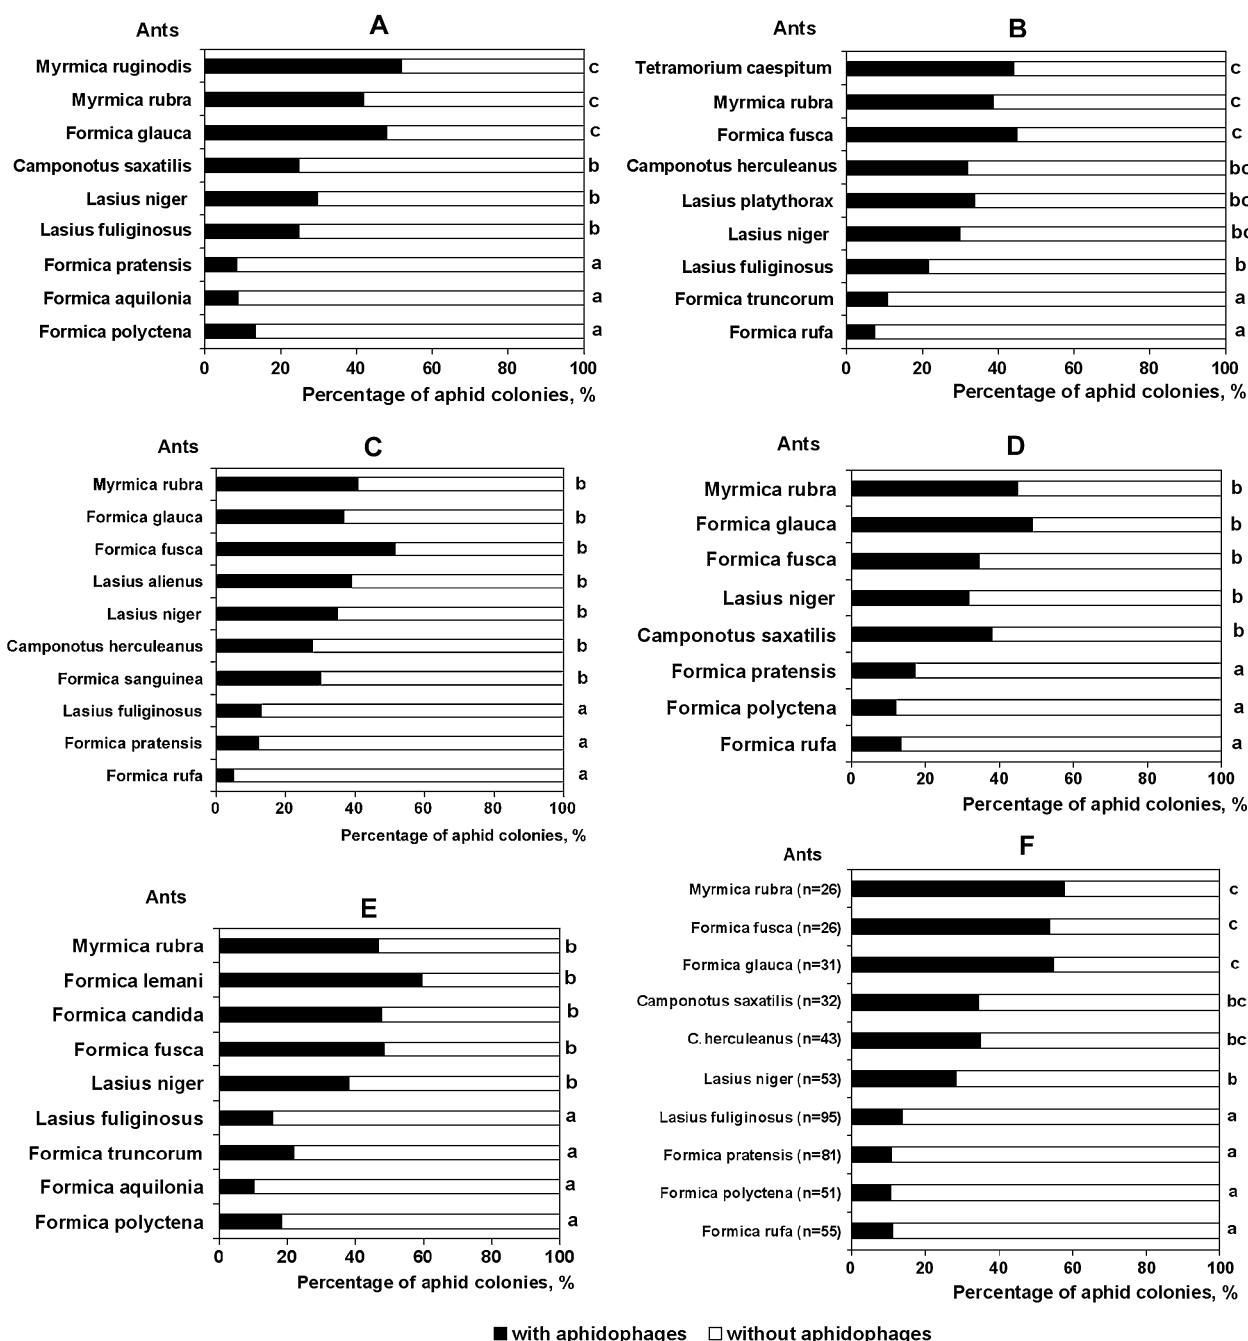 Ants A
Myrmica ruginodis c
Myrmica rubra c
Formica glauca c
Camponotus saxatilis b
Lasius niger b
Lasius fuliginosus b
Formica pratensis a
Formica aquilonia a
Formica polyctena a
0 20 40 60 80 100
Percentage of aphid colonies, %
Ants B
Tetramorium caespitum c
Myrmica rubra c
Formica fusca c
Camponotus herculeanus bc
Lasius platythorax bc
Lasius niger bc
Lasius fuliginosus b
Formica truncorum a
Formica rufa a
0 20 40 60 80 100
Percentage of aphid colonies, %
Ants C
Myrmica rubra b
Formica glauca b
Formica fusca b
Lasius alienus b
Lasius niger b
Camponotus herculeanus b
Formica sanguinea b
Lasius fuliginosus a
Formica pratensis a
Formica rufa a
0 20 40 60 80 100
Percentage of aphid colonies, %
Ants D
Myrmica rubra b
Formica glauca b
Formica fusca b
Lasius niger b
Camponotus saxatilis b
Formica pratensis a
Formica polyctena a
Formica rufa a
0 20 40 60 80 100
Percentage of aphid colonies, %
Ants E
Myrmica rubra b
Formica lemani b
Formica candida b
Formica fusca b
Lasius niger b
Lasius fuliginosus a
Formica truncorum a
Formica aquilonia a
Formica polyctena a
0 20 40 60 80 100
Percentage of aphid colonies, %
Ants F
Myrmica rubra (n=26) c
Formica fusca (n=26) c
Formica glauca (n=31) c
Camponotus saxatilis (n=32) bc
C. herculeanus (n=43) bc
Lasius niger (n=53) b
Lasius fuliginosus (n=95) a
Formica pratensis (n=81) a
Formica polyctena (n=51) a
Formica rufa (n=55) a
0 20 40 60 80 100
Percentage of aphid colonies, %
with aphidophages without aphidophages